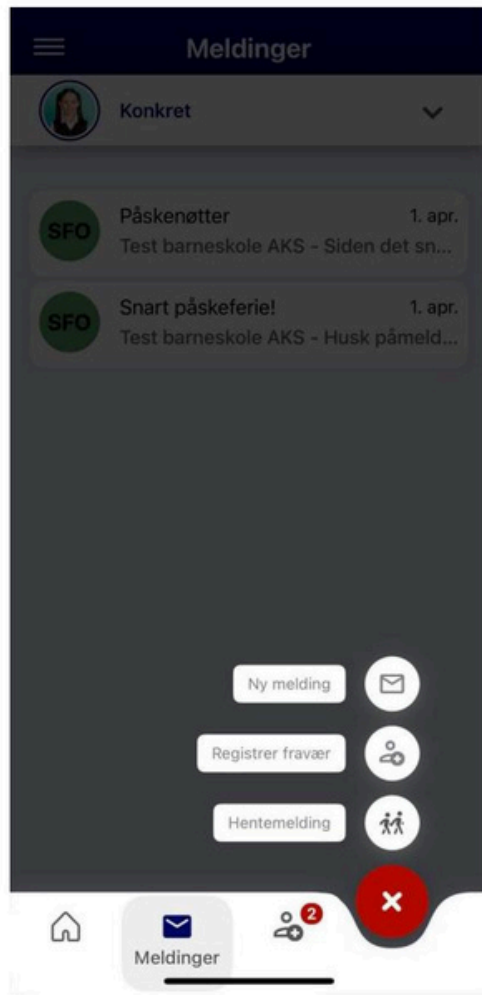 Meldinger
Konkret
SFO
Påskenøtter 1. apr.
Test barneskole AKS - Siden det sn...
SFO
Snart påskeferie! 1. apr.
Test barneskole AKS - Husk påmeld...
Ny melding
Registrer fravær
Hentemelding
2
Meldinger